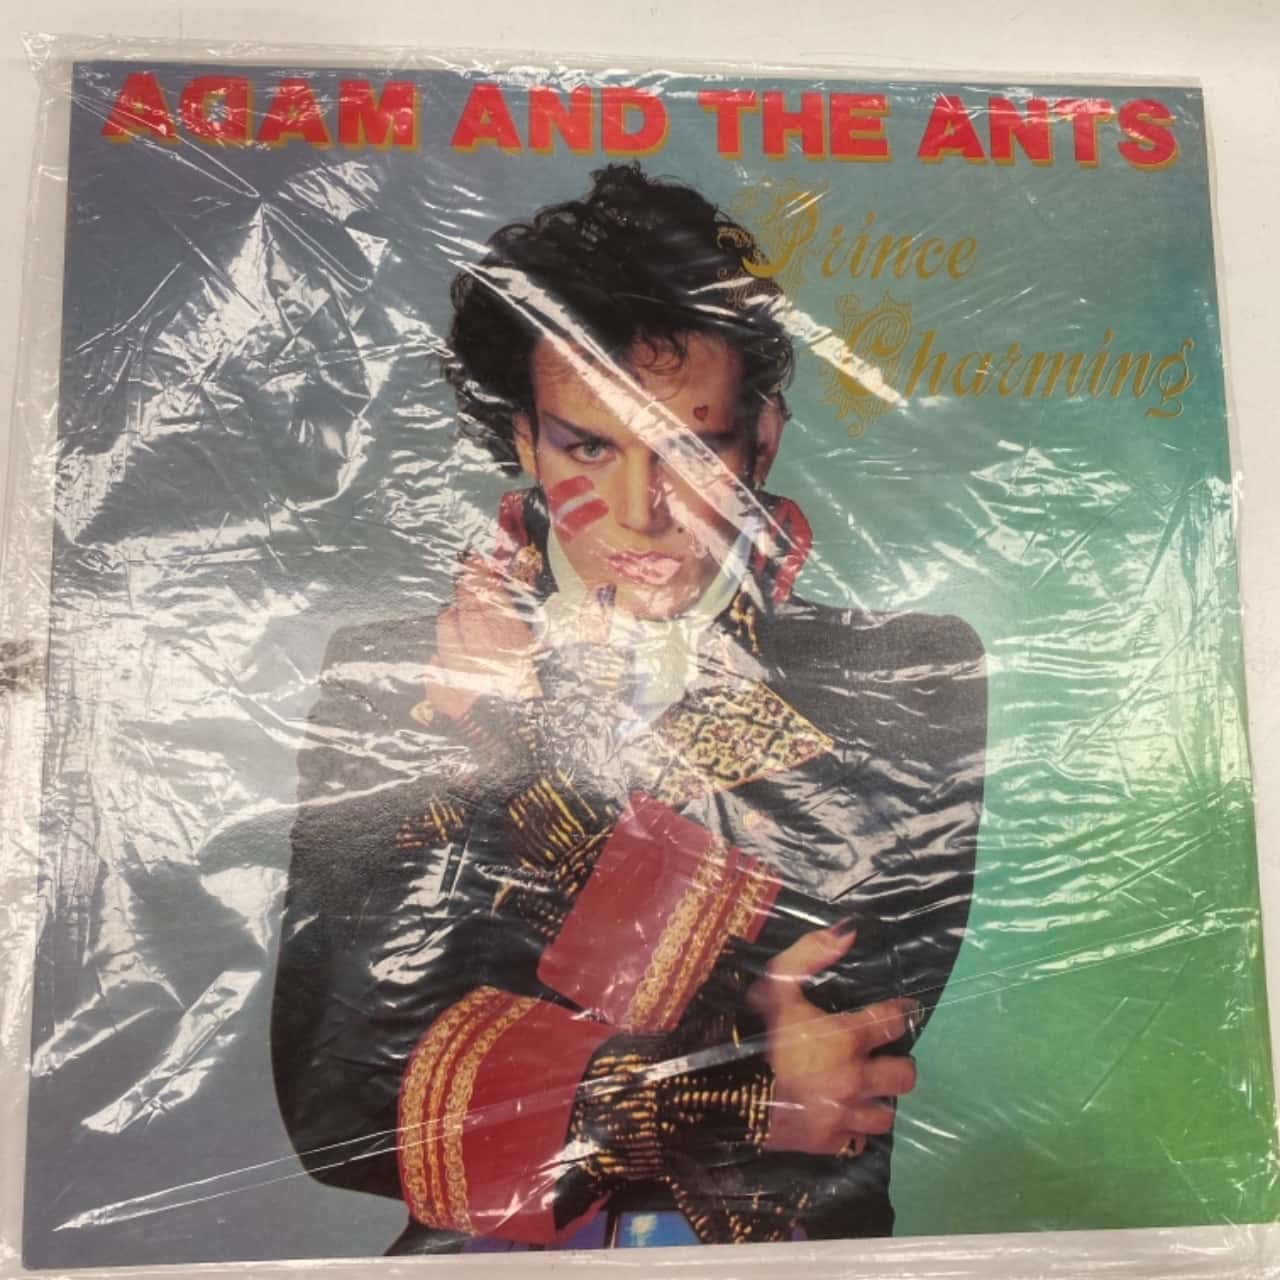 ADAM AND THE ANTS
Prince
Charming